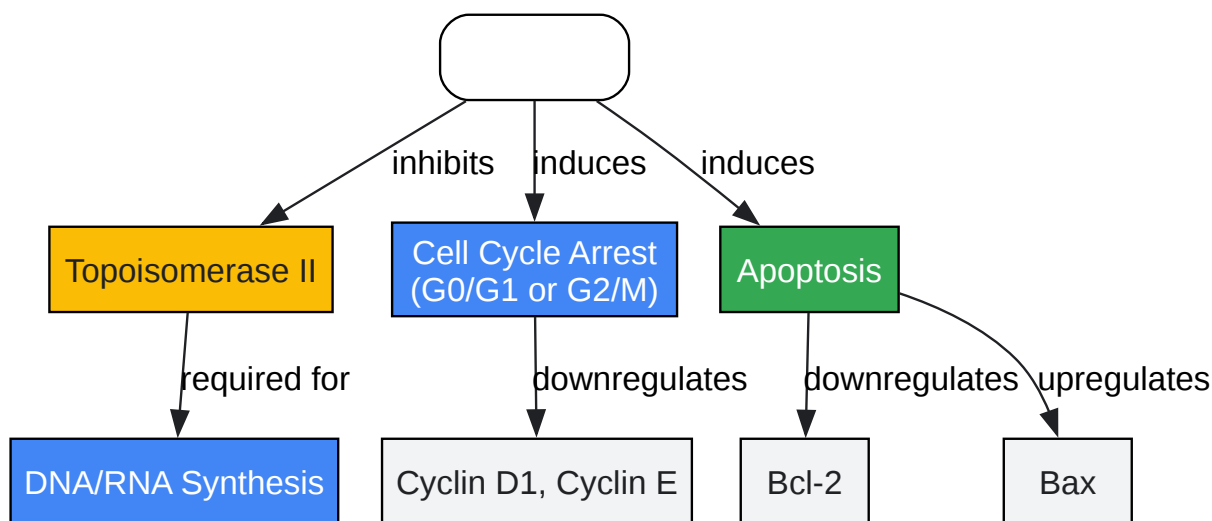 inhibits
induces
induces
Topoisomerase II
Cell Cycle Arrest
(G0/G1 or G2/M)
Apoptosis
required for
downregulates
downregulates
upregulates
DNA/RNA Synthesis
Cyclin D1, Cyclin E
Bcl-2
Bax